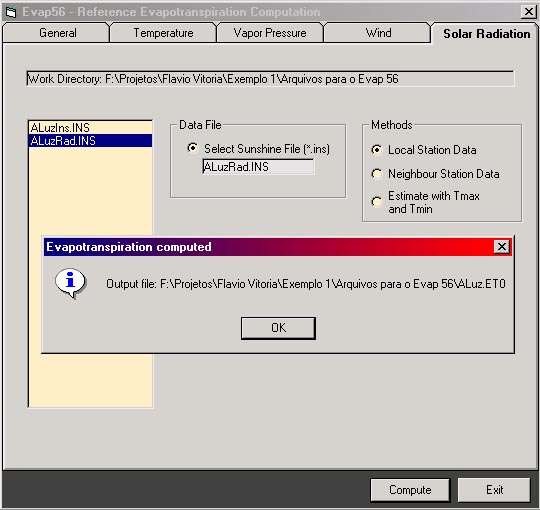 Evap56 - Reference Evapotranspiration Computation
General Temperature Vapor Pressure Wind Solar Radiation
Work Directory: F:\Projetos\Flavio Vitoria\Exemplo 1\Arquivos para o Evap 56
ALuzIns.INS
ALuzRad.INS
Data File
Select Sunshine File (*.ins)
ALuzRad.INS
Methods
Local Station Data
Neighbour Station Data
Estimate with Tmax
and Tmin
Evapotranspiration computed
Output file: F:\Projetos\Flavio Vitoria\Exemplo 1\Arquivos para o Evap 56\ALuz.ET0
OK
Compute Exit